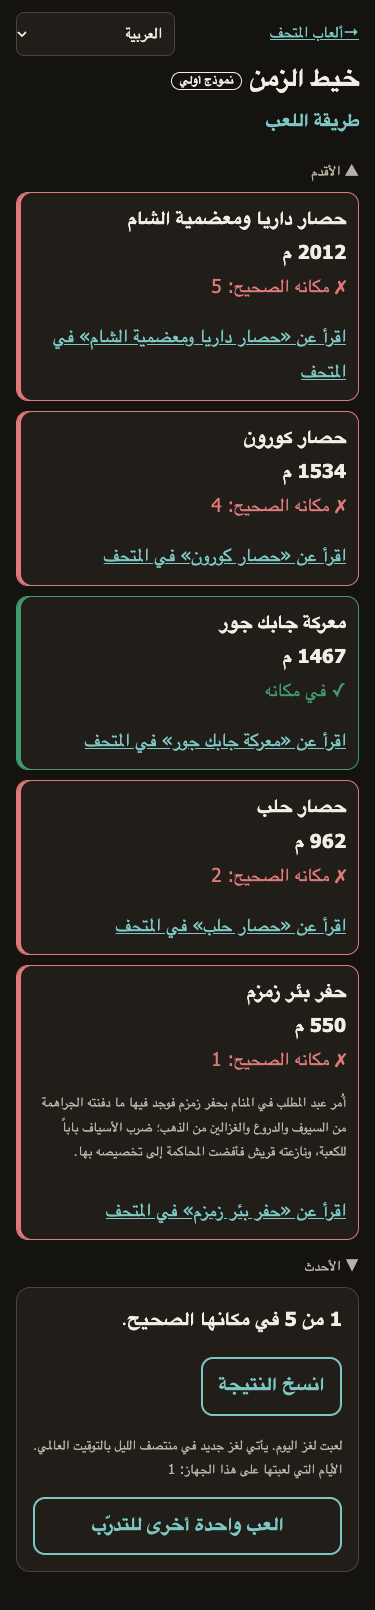 →ألعاب المتحف
العربية
خيط الزمن نموذج أولي
طريقة اللعب
▲ الأقدم
حصار داريا ومعضمية الشام
2012 م
✗ مكانه الصحيح: 5
اقرأ عن «حصار داريا ومعضمية الشام» في
المتحف
حصار كورون
1534 م
✗ مكانه الصحيح: 4
اقرأ عن «حصار كورون» في المتحف
معركة جابك جور
1467 م
✓ في مكانه
اقرأ عن «معركة جابك جور» في المتحف
حصار حلب
962 م
✗ مكانه الصحيح: 2
اقرأ عن «حصار حلب» في المتحف
حفر بئر زمزم
550 م
✗ مكانه الصحيح: 1
أُمر عبد المطلب في المنام بحفر زمزم فوجد فيها ما دفنته الجراهمة
من السيوف والدروع والغزالين من الذهب؛ ضرب الأسياف باباً
للكعبة، ونازعته قريش فأفضت المحاكمة إلى تخصيصه بها.
اقرأ عن «حفر بئر زمزم» في المتحف
▼ الأحدث
1 من 5 في مكانها الصحيح.
انسخ النتيجة
لعبت لغز اليوم. يأتي لغز جديد في منتصف الليل بالتوقيت العالمي.
الأيام التي لعبتها على هذا الجهاز: 1
العب واحدة أخرى للتدرّب